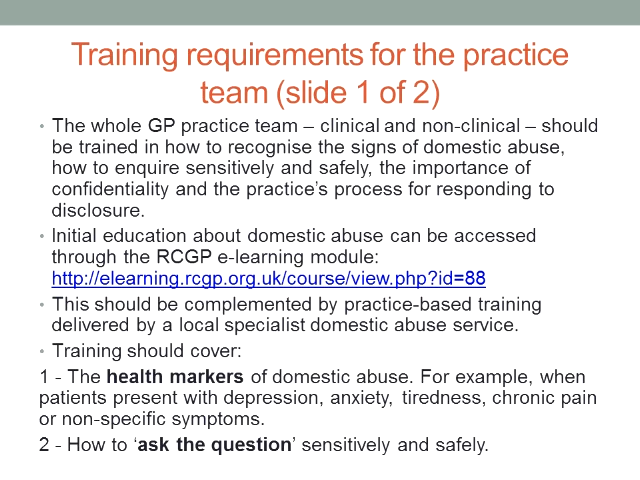 Training requirements for the practice
team (slide 1 of 2)
• The whole GP practice team – clinical and non-clinical – should
be trained in how to recognise the signs of domestic abuse,
how to enquire sensitively and safely, the importance of
confidentiality and the practice's process for responding to
disclosure.
• Initial education about domestic abuse can be accessed
through the RCGP e-learning module:
http://elearning.rcgp.org.uk/course/view.php?id=88
• This should be complemented by practice-based training
delivered by a local specialist domestic abuse service.
• Training should cover:
1 - The health markers of domestic abuse. For example, when
patients present with depression, anxiety, tiredness, chronic pain
or non-specific symptoms.
2 - How to ‘ask the question’ sensitively and safely.